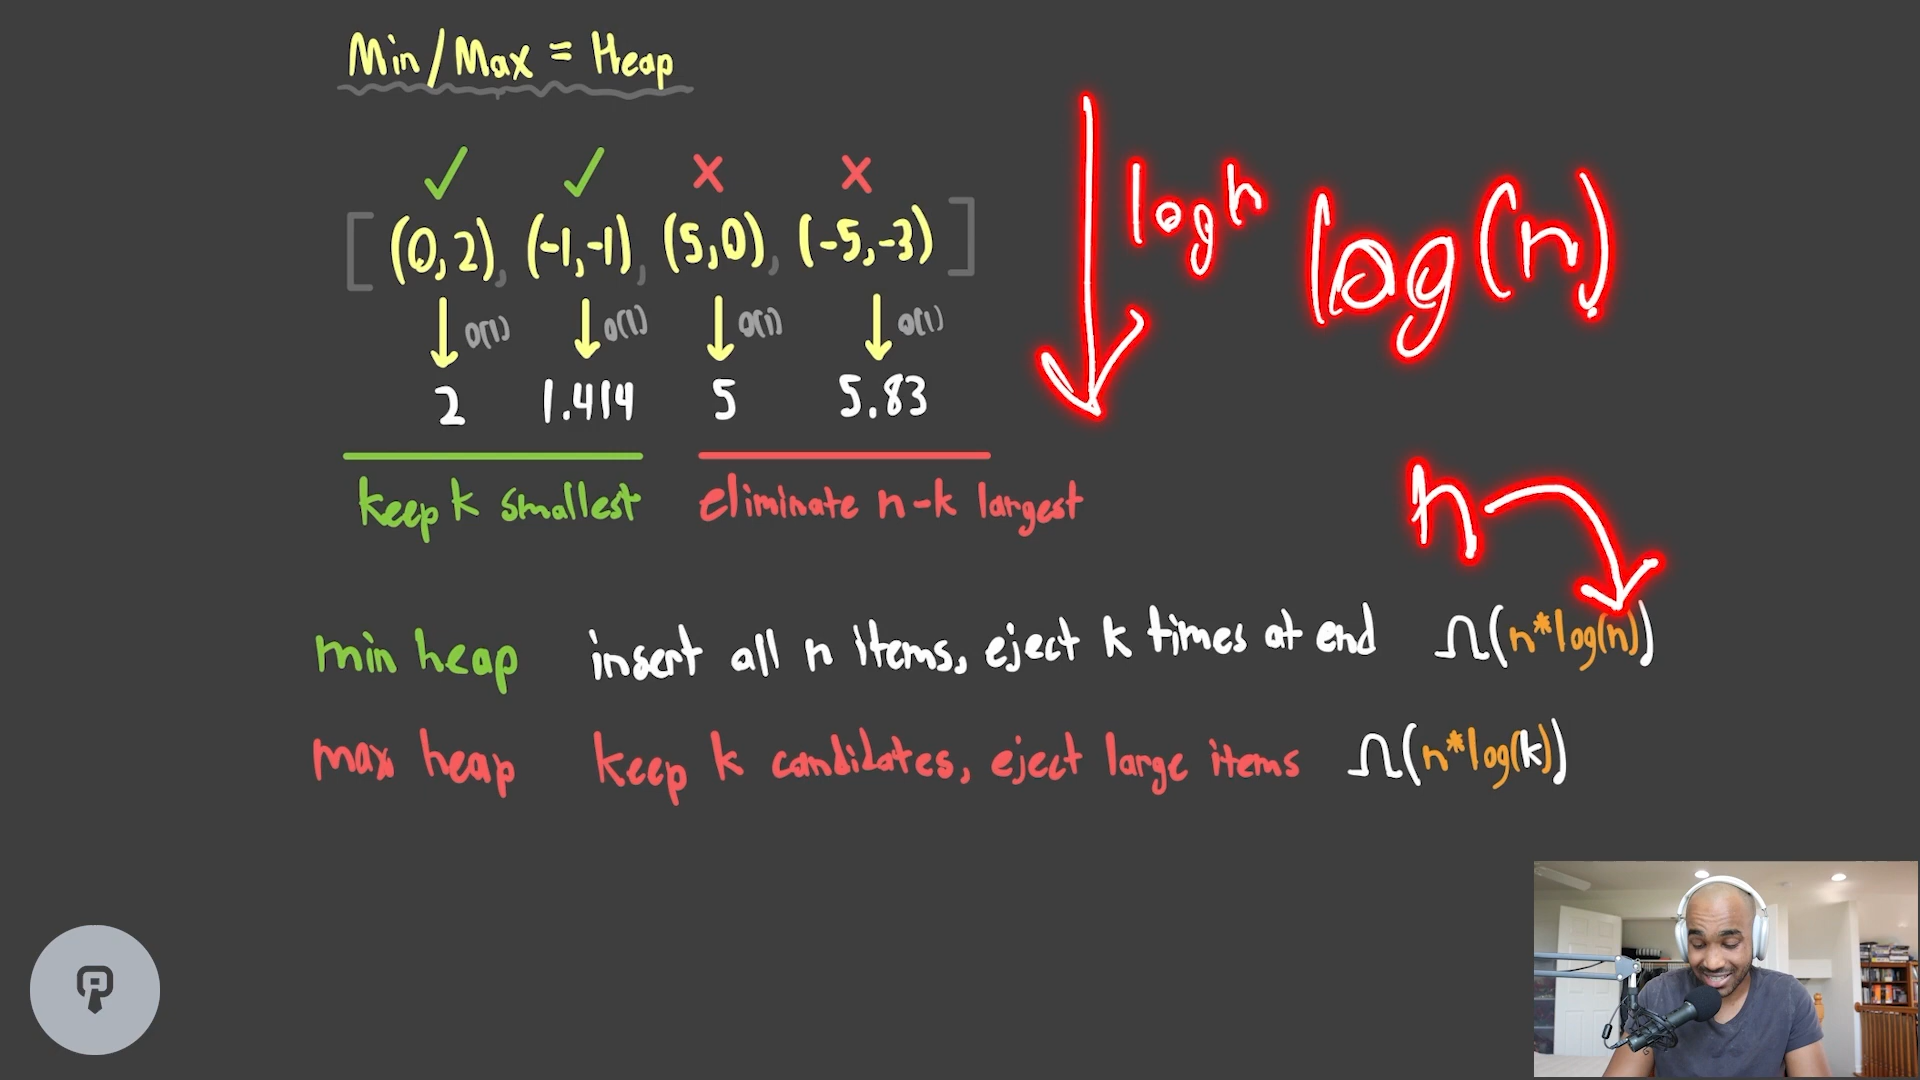 Min/Max = Heap
[(0,2), (-1,-1), (5,0), (-5,-3)]
O(1) O(1) O(1) O(1)
2 1.414 5 5.83
log n log(n)
keep k smallest eliminate n-k largest
n
min heap insert all n items, eject k times at end Ω(n*log(n))
max heap keep k candidates, eject large items Ω(n*log(k))